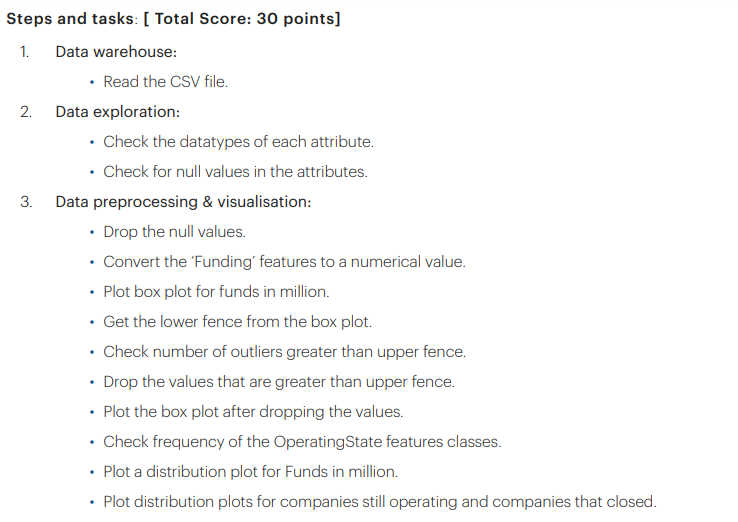 Steps and tasks: [ Total Score: 30 points]
1. Data warehouse:
• Read the CSV file.
2. Data exploration:
• Check the datatypes of each attribute.
• Check for null values in the attributes.
3. Data preprocessing & visualisation:
• Drop the null values.
• Convert the ‘Funding’ features to a numerical value.
• Plot box plot for funds in million.
• Get the lower fence from the box plot.
• Check number of outliers greater than upper fence.
• Drop the values that are greater than upper fence.
• Plot the box plot after dropping the values.
• Check frequency of the OperatingState features classes.
• Plot a distribution plot for Funds in million.
• Plot distribution plots for companies still operating and companies that closed.